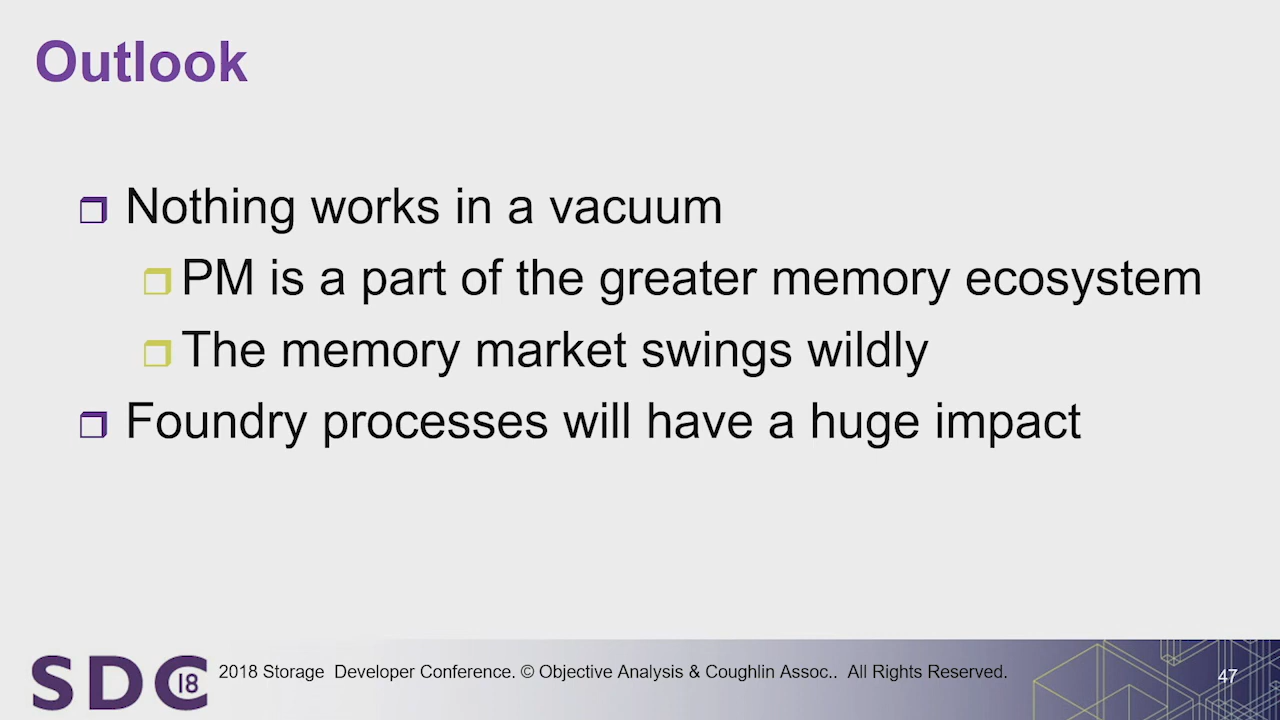 Outlook
Nothing works in a vacuum
PM is a part of the greater memory ecosystem
The memory market swings wildly
Foundry processes will have a huge impact
SDC 18
2018 Storage  Developer Conference. © Objective Analysis & Coughlin Assoc..  All Rights Reserved.
47